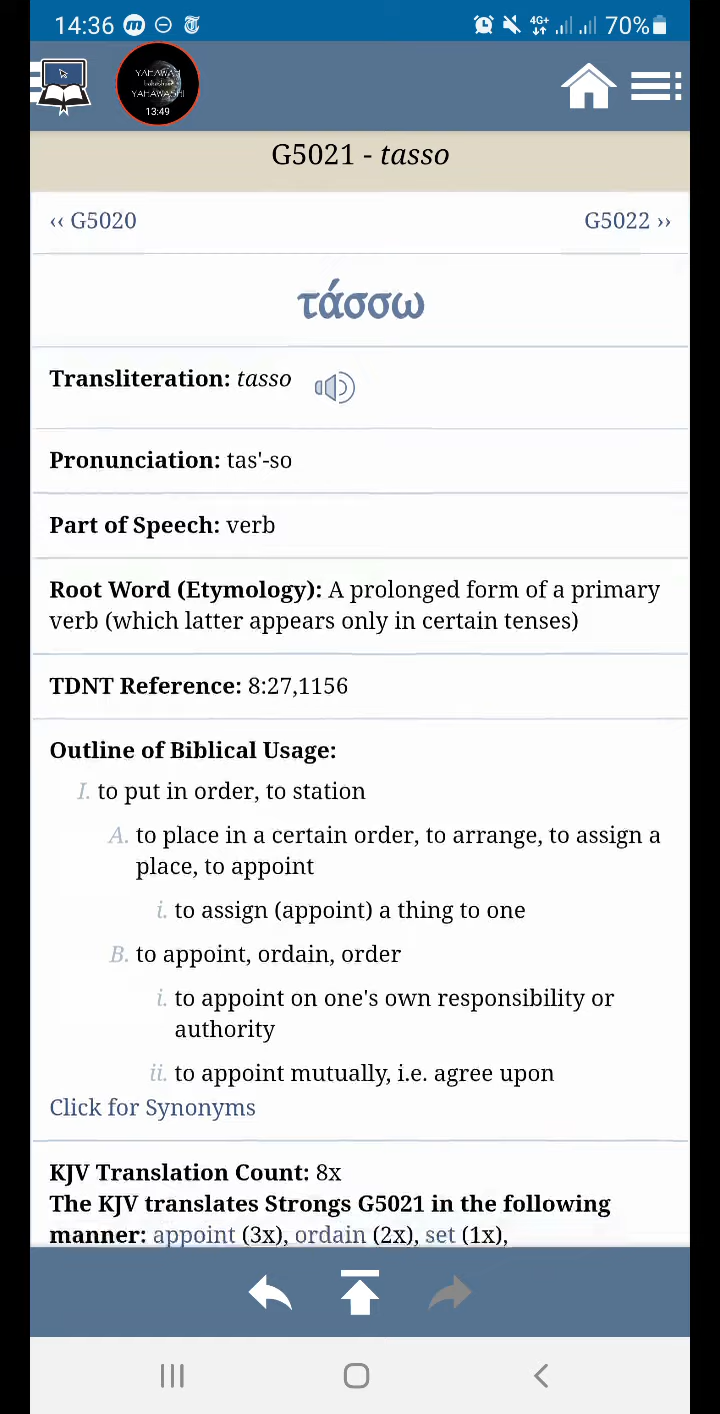 14:36 70%
4G+
YAHAWAH
YAHAWASHI
13:49
G5021 - tasso
‹‹ G5020 G5022 ››
τάσσω
Transliteration: tasso
Pronunciation: tas'-so
Part of Speech: verb
Root Word (Etymology): A prolonged form of a primary
verb (which latter appears only in certain tenses)
TDNT Reference: 8:27,1156
Outline of Biblical Usage:
I. to put in order, to station
A. to place in a certain order, to arrange, to assign a
place, to appoint
i. to assign (appoint) a thing to one
B. to appoint, ordain, order
i. to appoint on one's own responsibility or
authority
ii. to appoint mutually, i.e. agree upon
Click for Synonyms
KJV Translation Count: 8x
The KJV translates Strongs G5021 in the following
manner: appoint (3x), ordain (2x), set (1x),